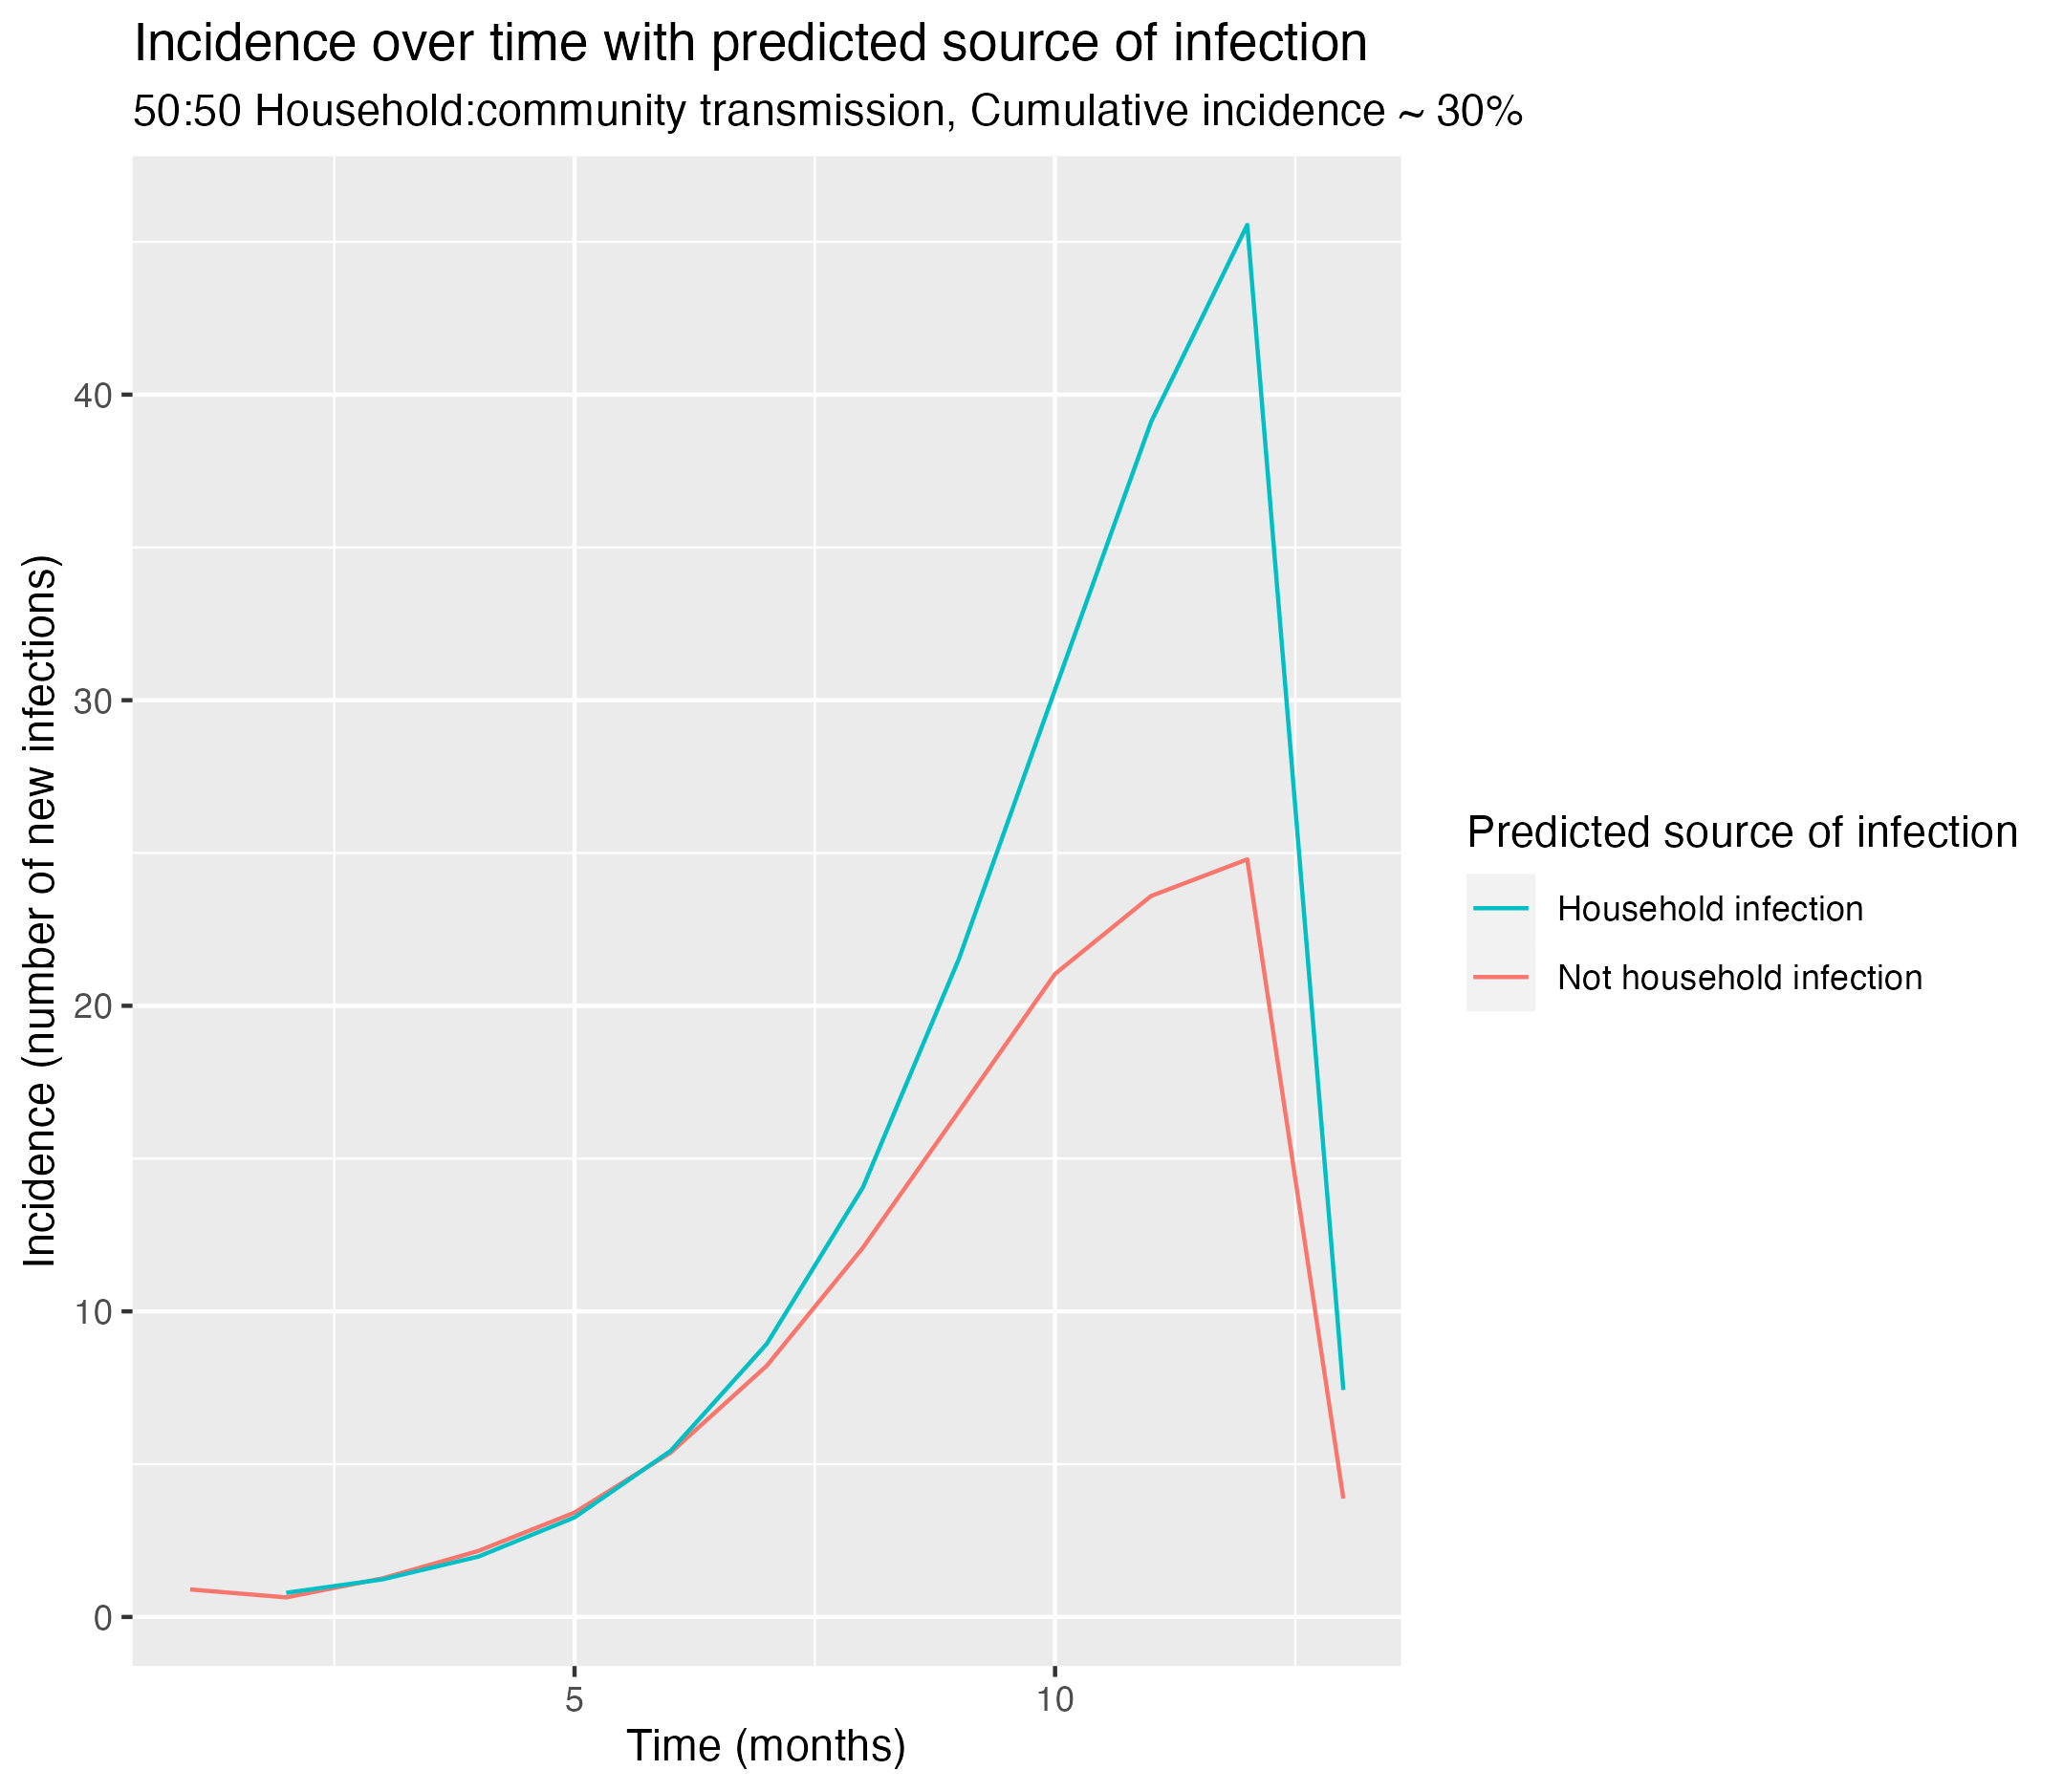 Incidence over time with predicted source of infection
50:50 Household:community transmission, Cumulative incidence ~ 30%
Incidence (number of new infections)
40
30
20
10
0
5
10
Time (months)
Predicted source of infection
Household infection
Not household infection